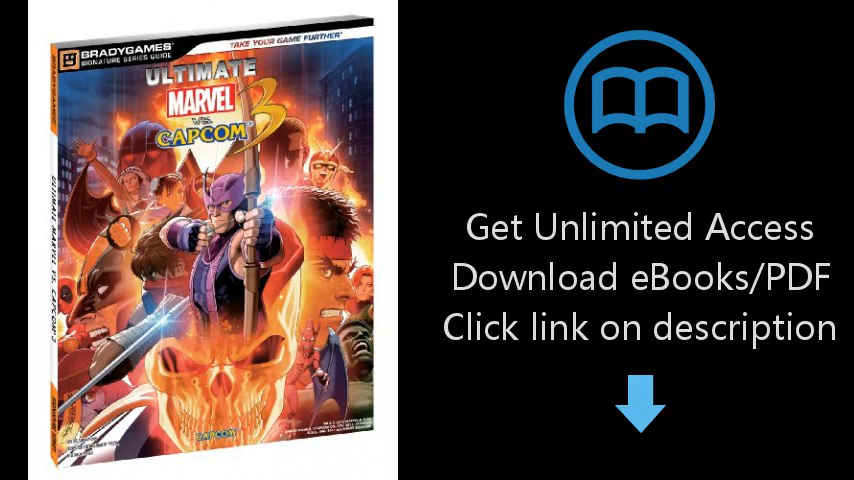 BRADYGAMES®
SIGNATURE SERIES GUIDE
TAKE YOUR GAME FURTHER®
ULTIMATE
MARVEL
VS.
CAPCOM® 3
BRADYGAMES
ULTIMATE MARVEL VS. CAPCOM 3
CAPCOM
Get Unlimited Access
Download eBooks/PDF
Click link on description